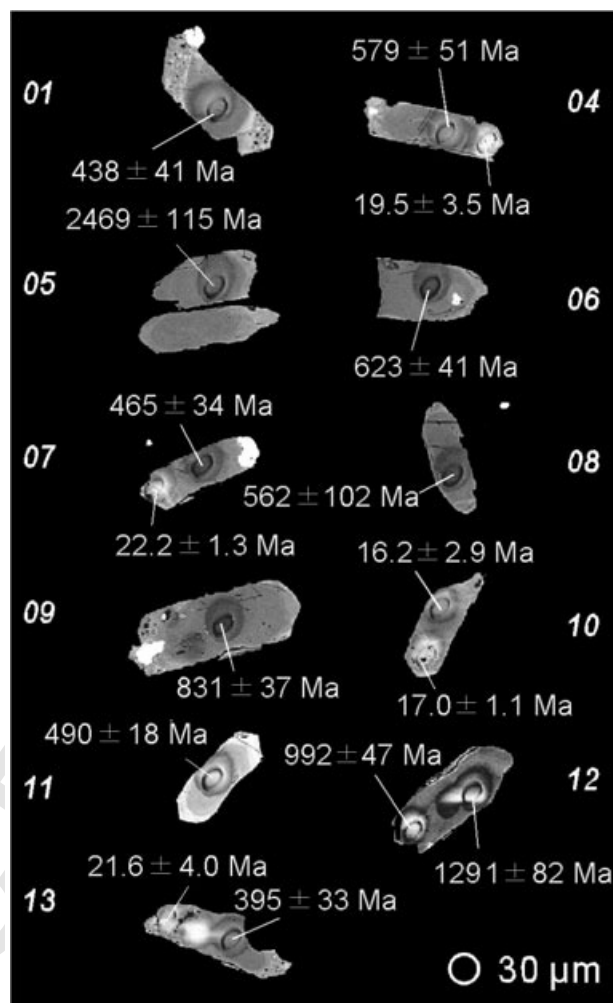 579 ± 51 Ma
01
04
438 ± 41 Ma
19.5 ± 3.5 Ma
2469 ± 115 Ma
05
06
623 ± 41 Ma
465 ± 34 Ma
07
08
562 ± 102 Ma
22.2 ± 1.3 Ma
16.2 ± 2.9 Ma
09
10
831 ± 37 Ma
17.0 ± 1.1 Ma
490 ± 18 Ma
992 ± 47 Ma
11
12
1291 ± 82 Ma
21.6 ± 4.0 Ma
395 ± 33 Ma
13
30 μm